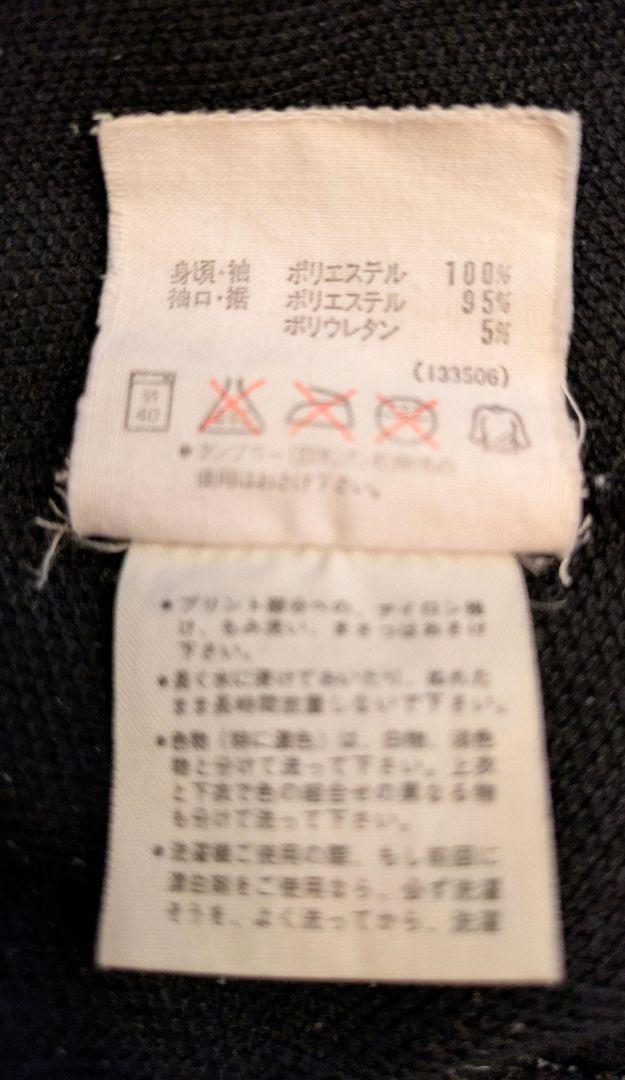 身頃・袖 ポリエステル 100%
袖口・裾 ポリエステル 95%
ポリウレタン 5%
(133506)
弱 40
*タンブラー
使用はおさけ下さい。
•プリント部分への、アイロン掛
け、もみ洗い、はおさけ
下さい。
•長く水に漬けておいたり、ぬれた
まま長時間放置しないで下さい。
•色物(特に濃色)は、白物、淡色
物と分けて洗って下さい。上衣
と下衣で色の組合せの異なる物
も分けて洗って下さい。
•洗濯機ご使用の際、もし前回に
漂白剤をご使用なら、必ず洗濯
そうを、よく洗ってから、洗濯